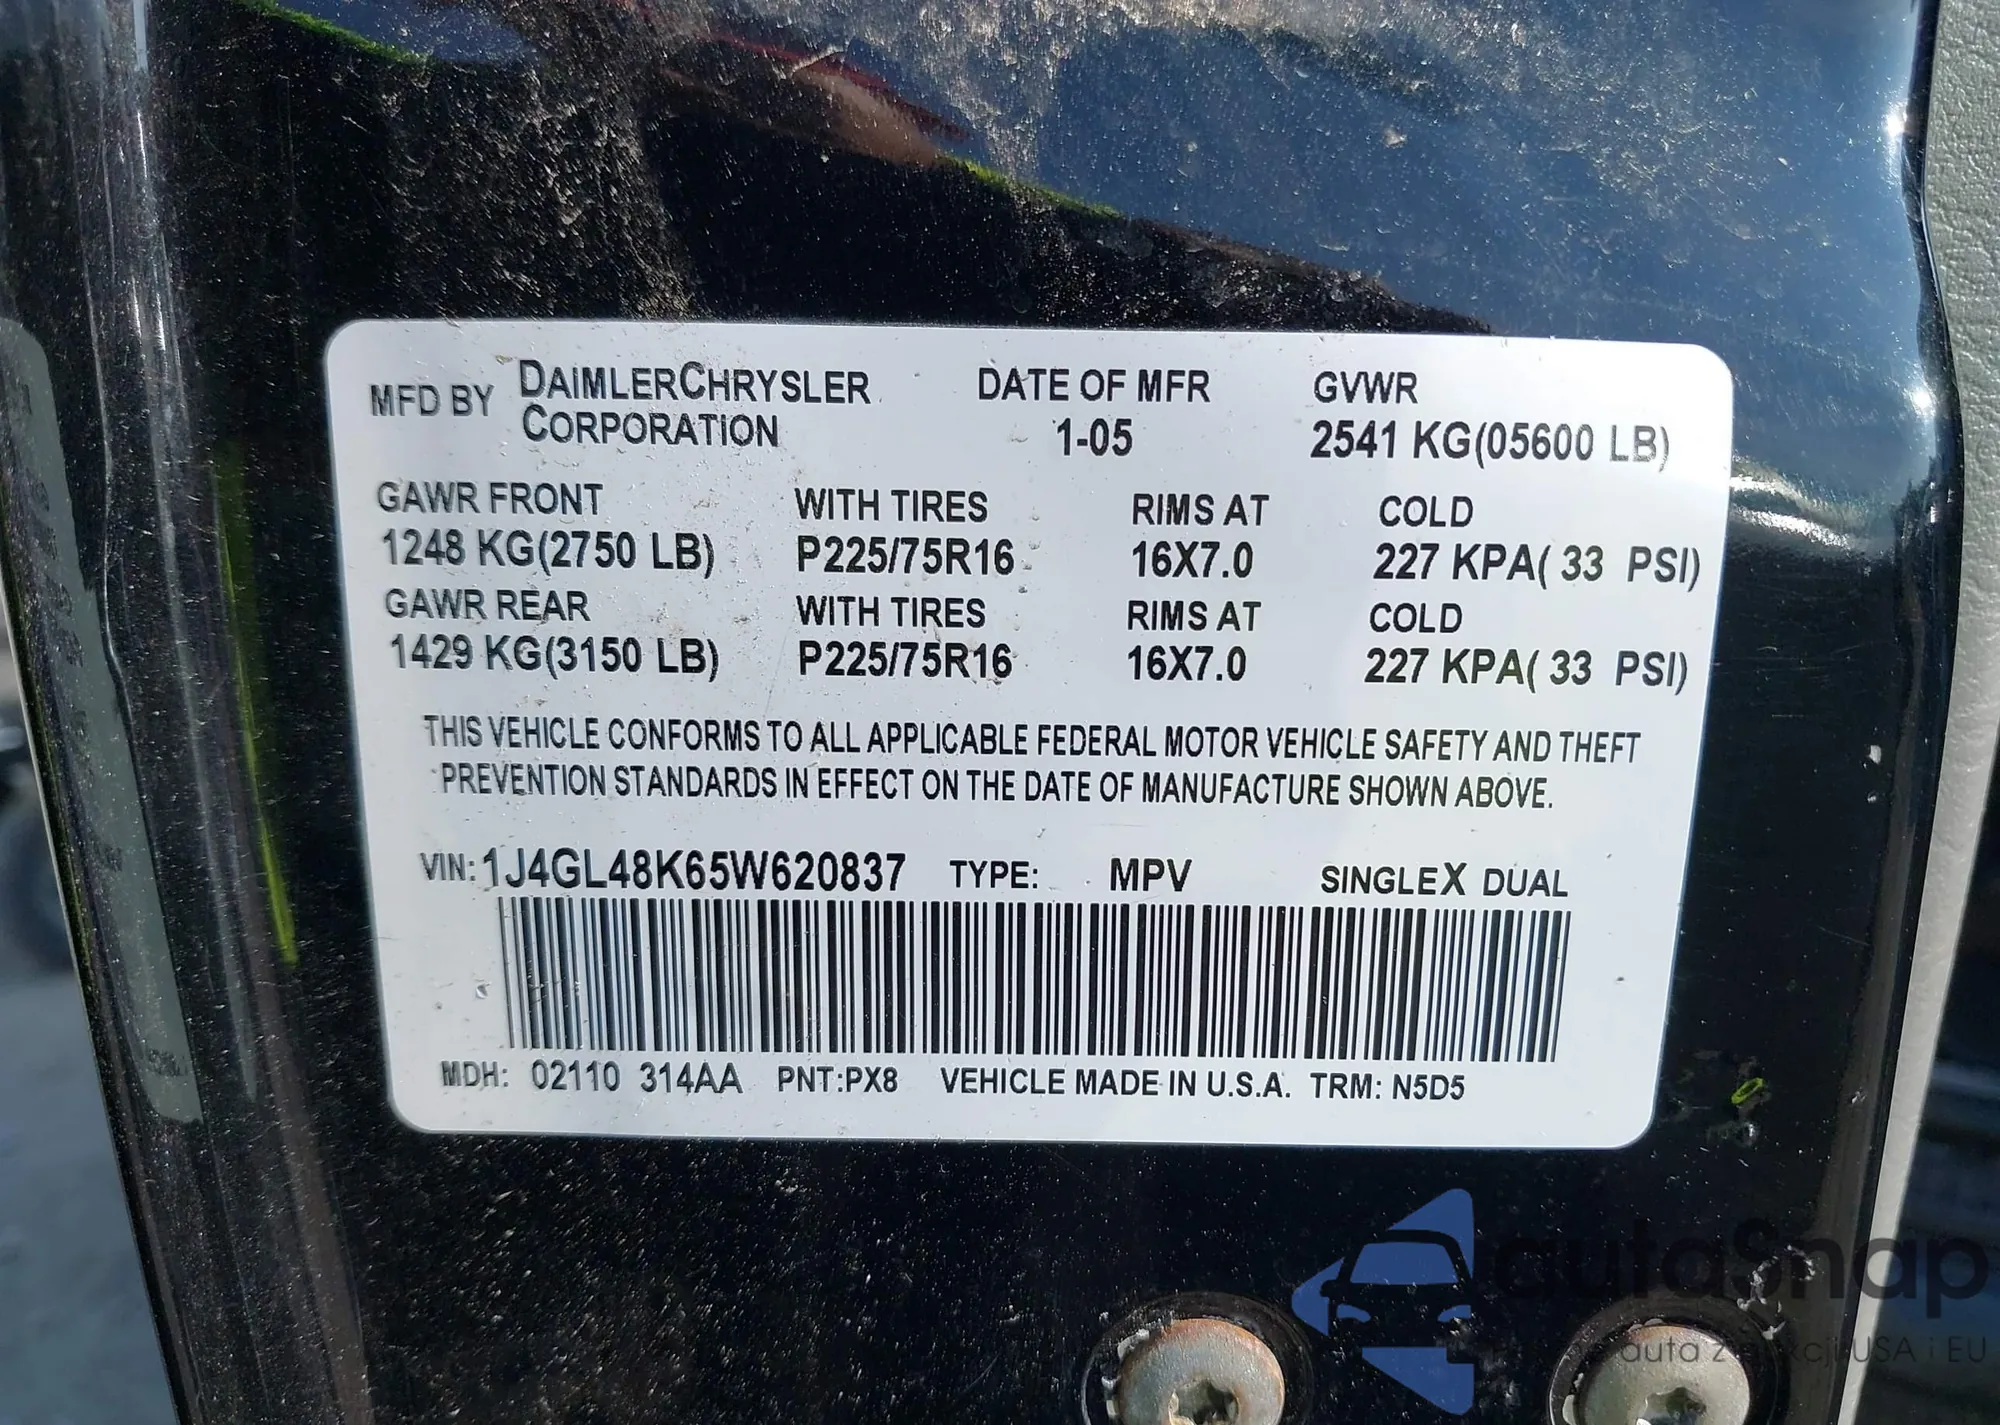 MFD BY DAIMLERCHRYSLER CORPORATION DATE OF MFR 1-05 GVWR 2541 KG(05600 LB)
GAWR FRONT WITH TIRES RIMS AT COLD
1248 KG(2750 LB) P225/75R16 16X7.0 227 KPA( 33 PSI)
GAWR REAR WITH TIRES RIMS AT COLD
1429 KG(3150 LB) P225/75R16 16X7.0 227 KPA( 33 PSI)
THIS VEHICLE CONFORMS TO ALL APPLICABLE FEDERAL MOTOR VEHICLE SAFETY AND THEFT
PREVENTION STANDARDS IN EFFECT ON THE DATE OF MANUFACTURE SHOWN ABOVE.
VIN: 1J4GL48K65W620837 TYPE: MPV SINGLE X DUAL
MDH: 02110 314AA PNT:PX8 VEHICLE MADE IN U.S.A. TRM: N5D5
autoSnap
auta z USA i EU